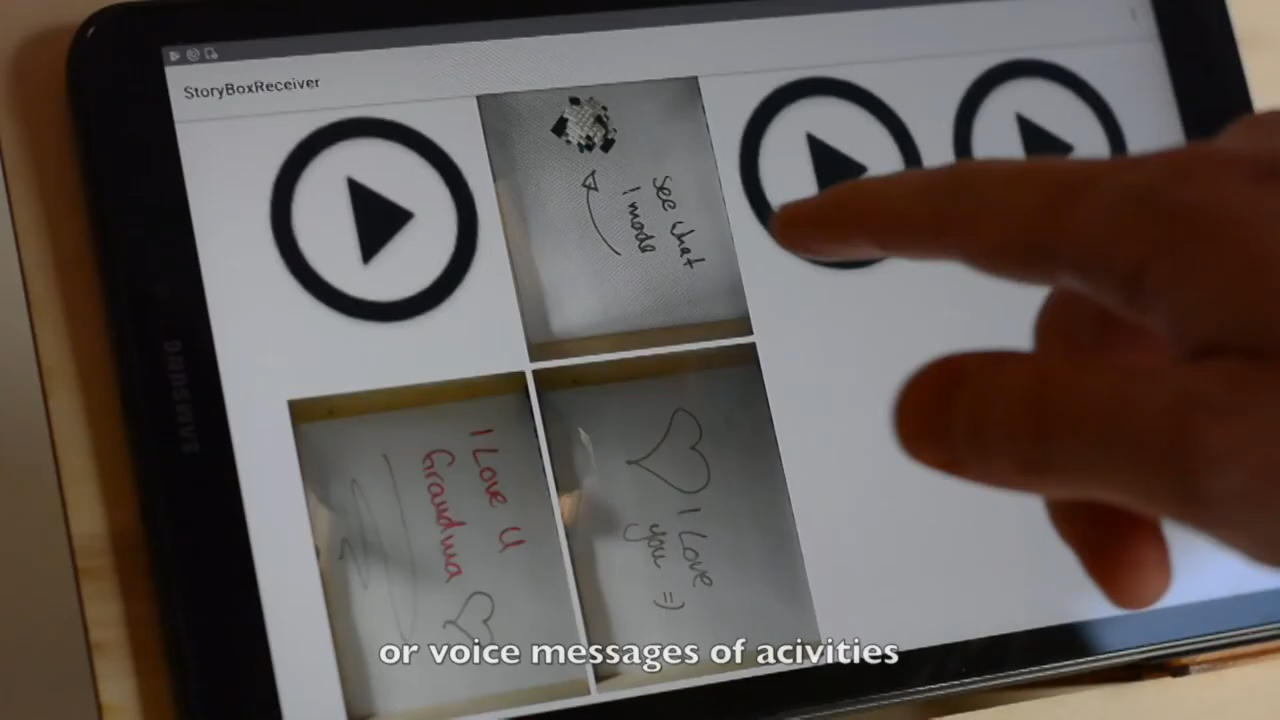 StoryBoxReceiver
SAMSUNG
see what
I made
I Love U
Grandma
I Love
you =)
or voice messages of acivities